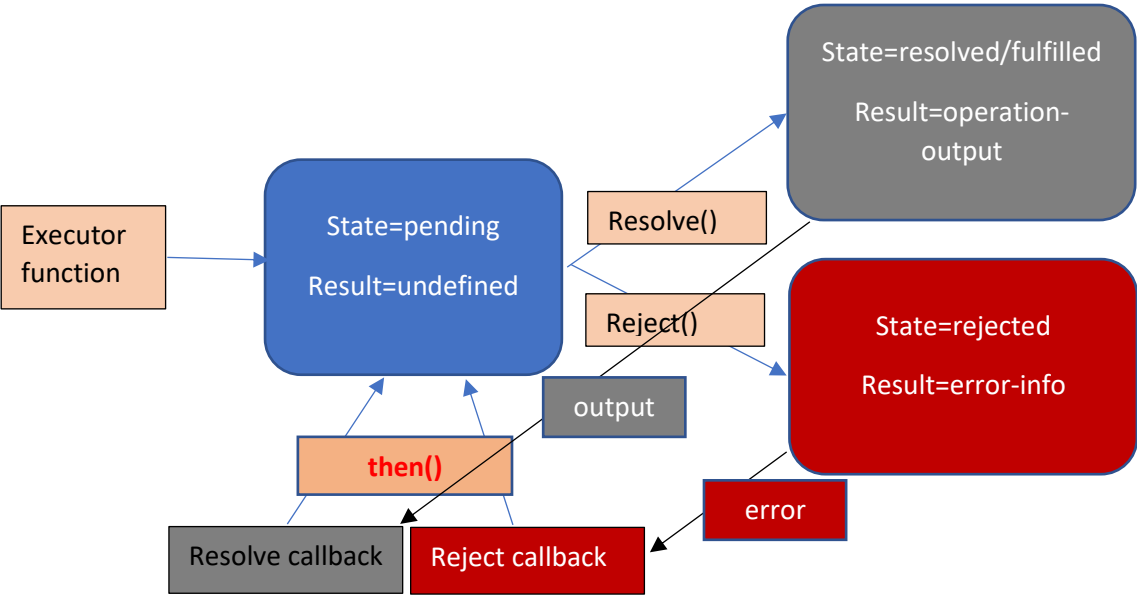 State=resolved/fulfilled
Result=operation-
output
Executor
function
State=pending
Result=undefined
Resolve()
Reject()
State=rejected
Result=error-info
output
then()
error
Resolve callback
Reject callback